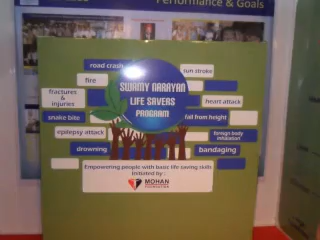 Performance & Goals
road crash
SWAMY NARAYAN
LIFE SAVERS
PROGRAM
sun stroke
fire
fractures
&
injuries
heart attack
snake bite
fall from height
epilepsy attack
foreign body
inhalation
drowning
bandaging
Empowering people with basic life saving skills
Initiated by :
MOHAN
FOUNDATION